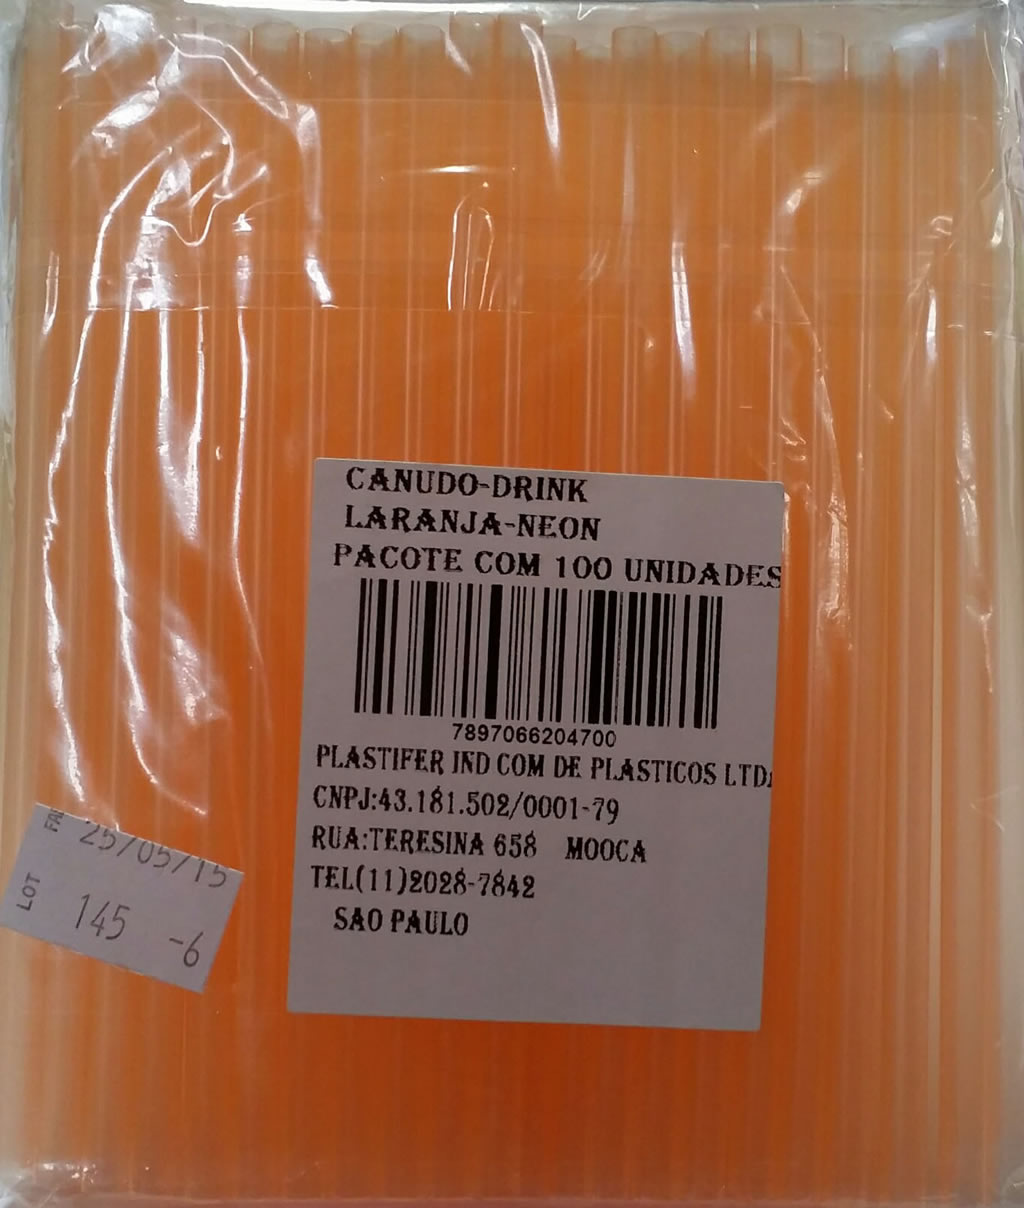 CANUDO-DRINK
LARANJA-NEON
PACOTE COM 100 UNIDADES
7897066204700
PLASTIFER IND COM DE PLASTICOS LTD
CNPJ:43.181.502/0001-79
RUA:TERESINA 658 MOOCA
TEL(11)2028-7842
SAO PAULO
25/05/15
LOT
145 -6